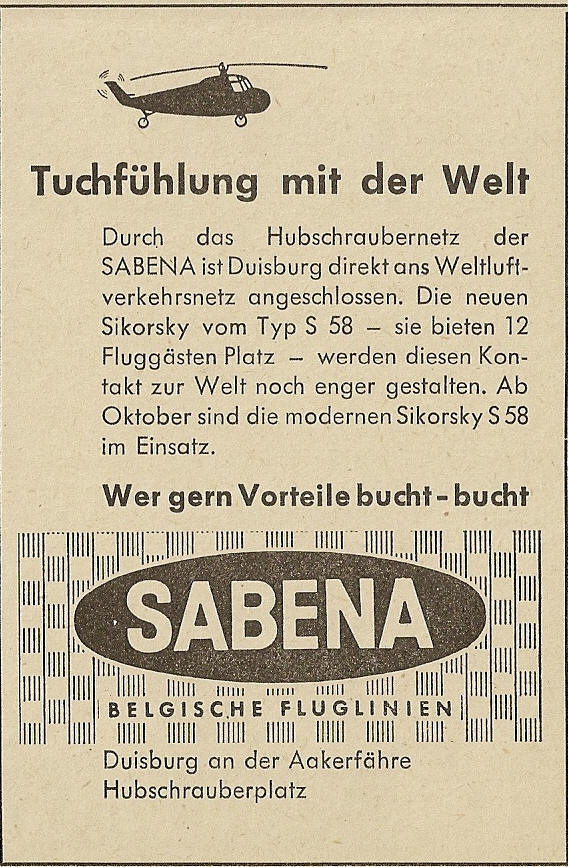 Tuchfühlung mit der Welt
Durch das Hubschraubernetz der
SABENA ist Duisburg direkt ans Weltluft-
verkehrsnetz angeschlossen. Die neuen
Sikorsky vom Typ S 58 – sie bieten 12
Fluggästen Platz – werden diesen Kon-
takt zur Welt noch enger gestalten. Ab
Oktober sind die modernen Sikorsky S 58
im Einsatz.
Wer gern Vorteile bucht – bucht
SABENA
BELGISCHE FLUGLINIEN
Duisburg an der Aakerfähre
Hubschrauberplatz